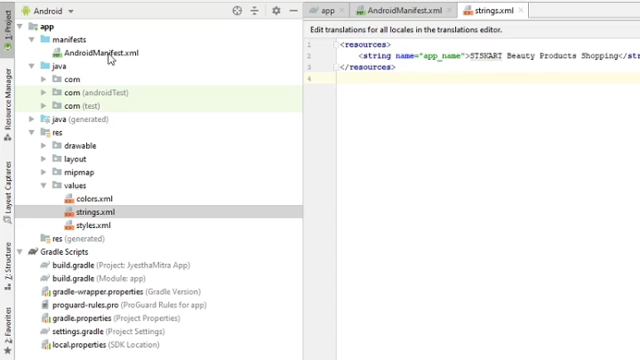 Android
app
AndroidManifest.xml
strings.xml
1: Project
Resource Manager
Layout Captures
7: Structure
2: Favorites
app
manifests
AndroidManifest.xml
java
com
com (androidTest)
com (test)
java (generated)
res
drawable
layout
mipmap
values
colors.xml
strings.xml
styles.xml
res (generated)
Gradle Scripts
build.gradle (Project: JyesthaMitra App)
build.gradle (Module: app)
gradle-wrapper.properties (Gradle Version)
proguard-rules.pro (ProGuard Rules for app)
gradle.properties (Project Properties)
settings.gradle (Project Settings)
local.properties (SDK Location)
Edit translations for all locales in the translations editor.
1 <resources>
2 <string name="app_name">STSKART Beauty Products Shopping</str
3 </resources>
4